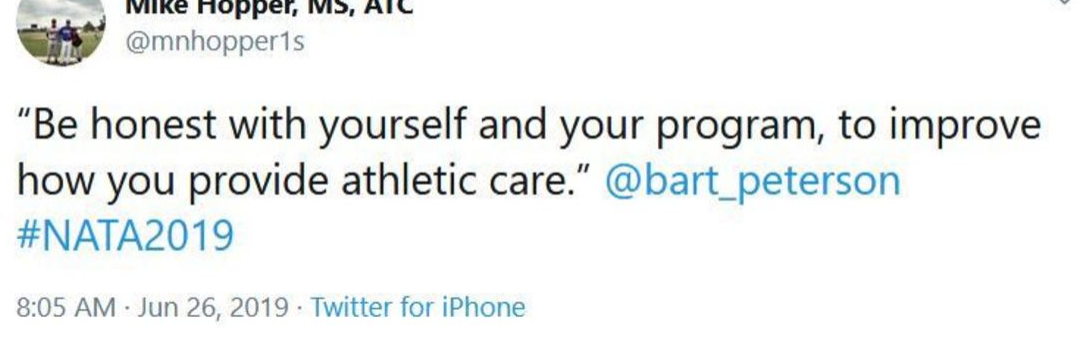 Mike Hopper, MS, ATC
@mnhopper1s
“Be honest with yourself and your program, to improve
how you provide athletic care.” @bart_peterson
#NATA2019
8:05 AM · Jun 26, 2019 · Twitter for iPhone